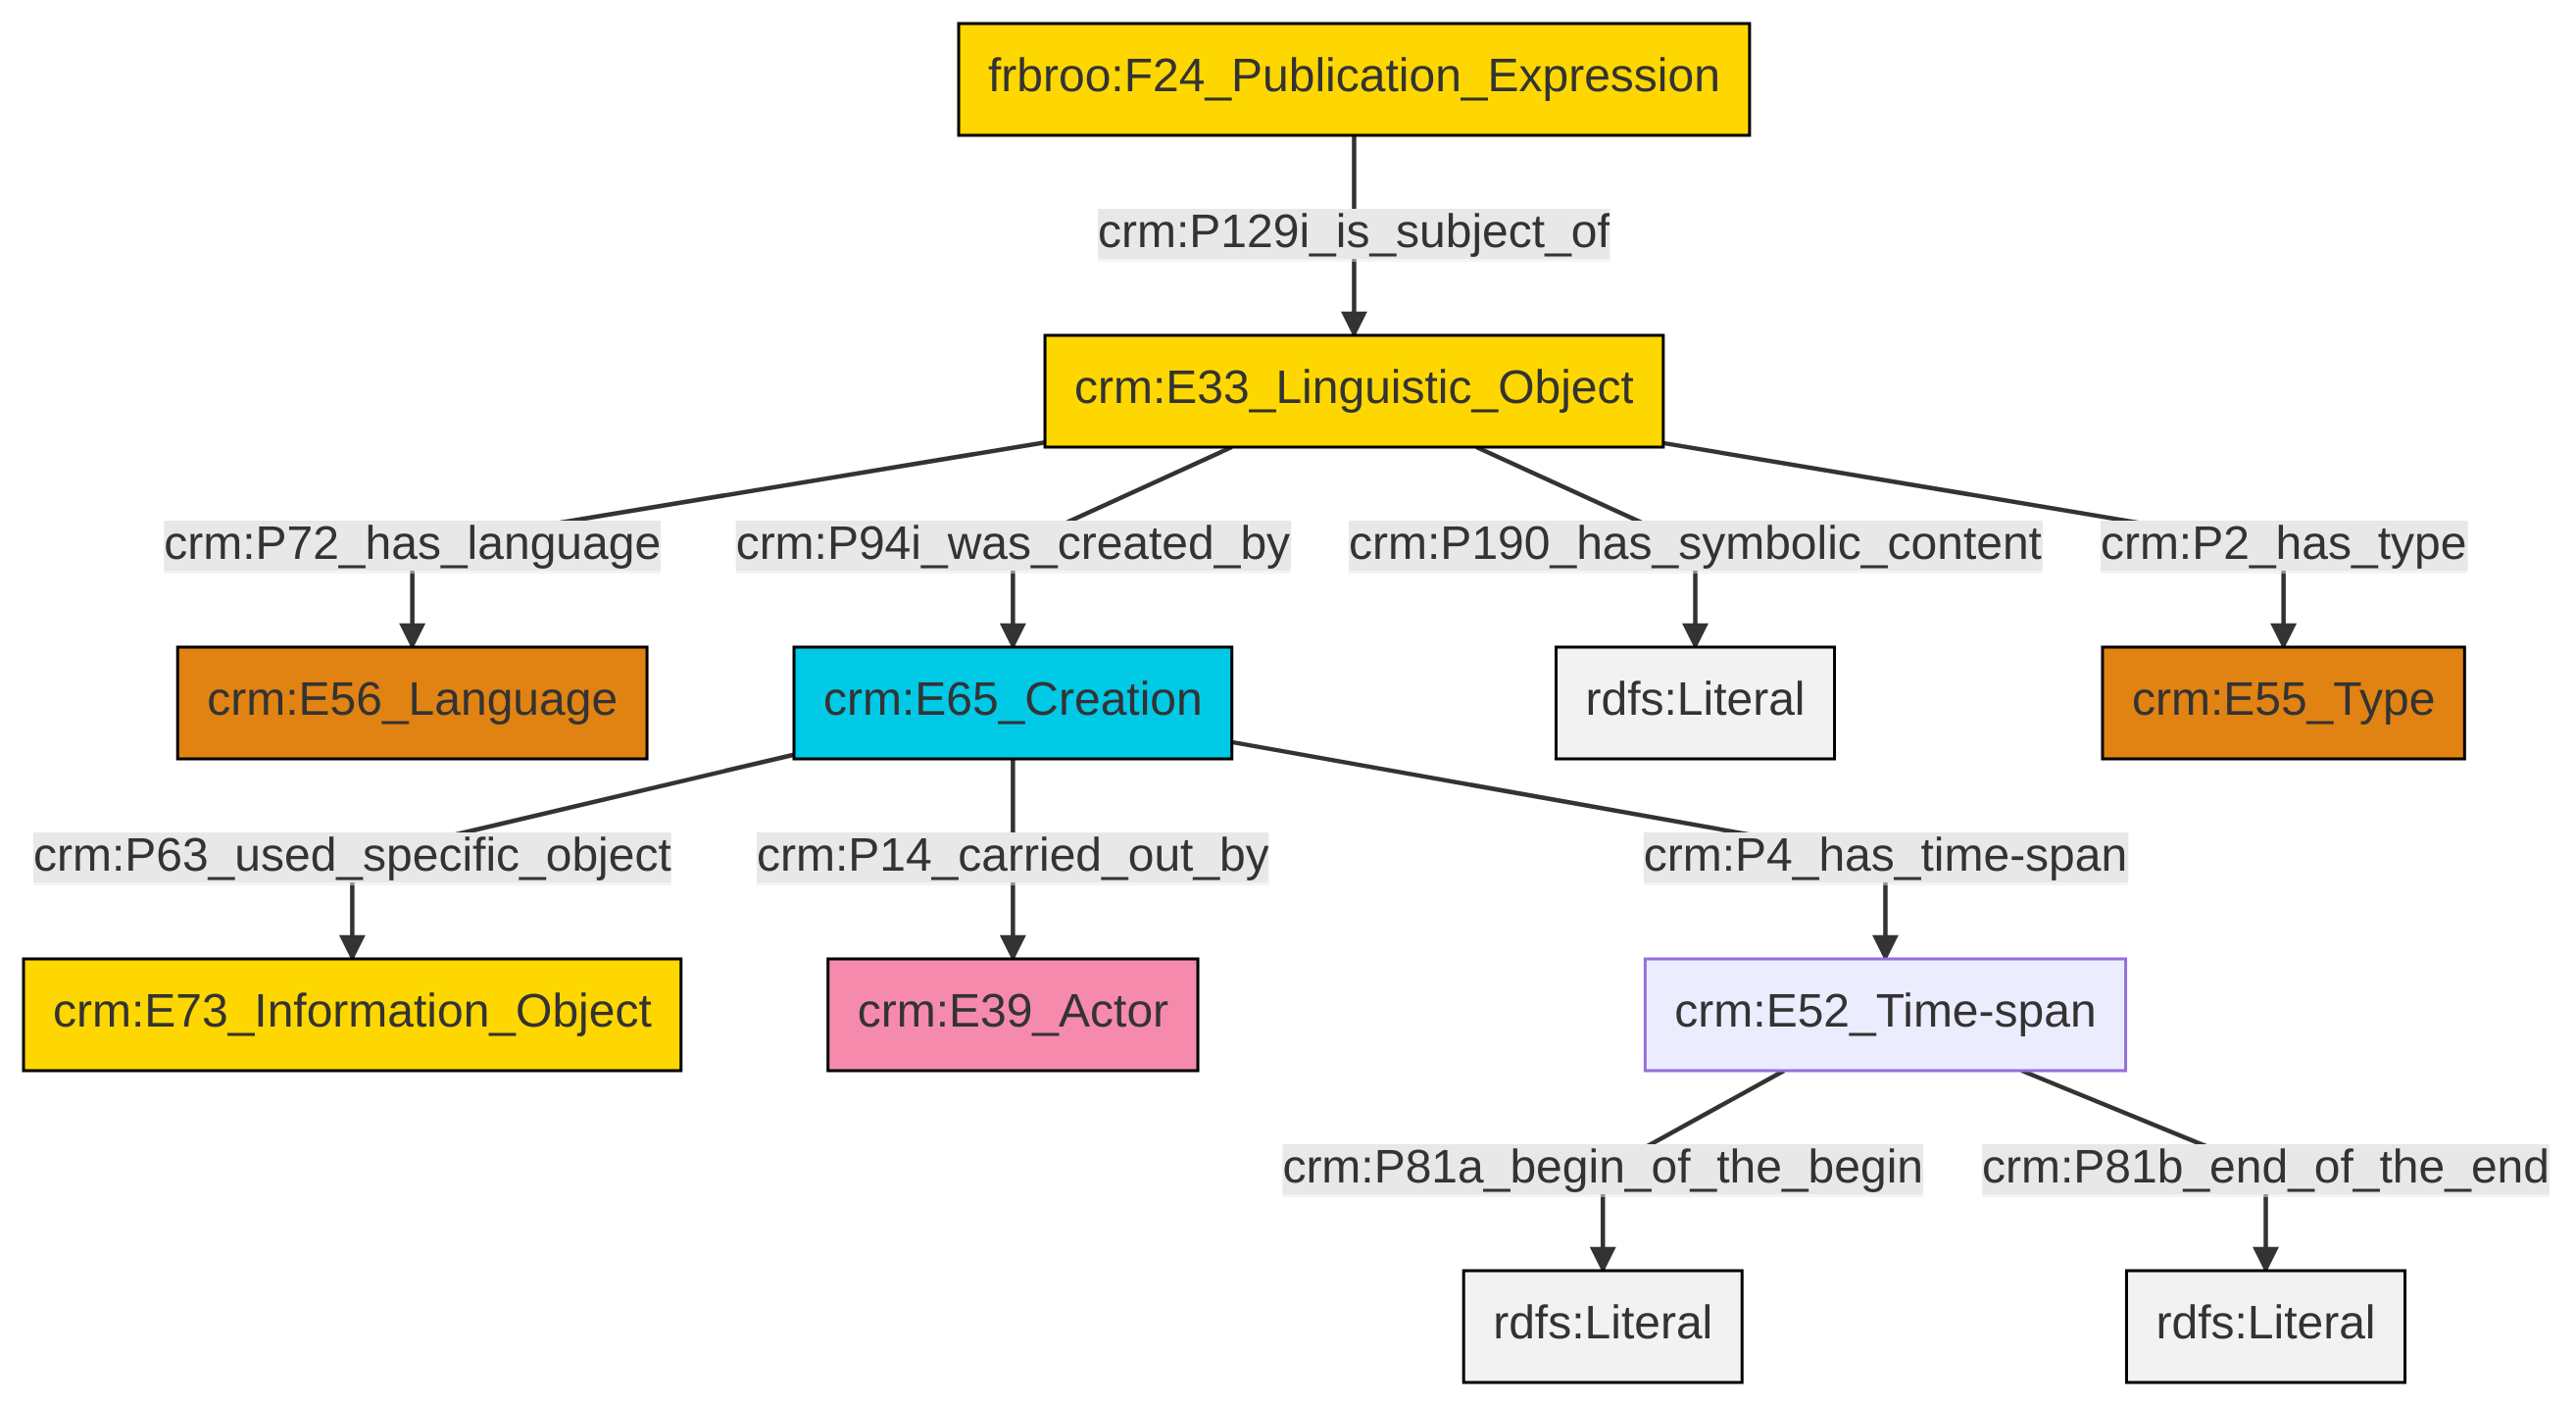 frbroo:F24_Publication_Expression
crm:P129i_is_subject_of
crm:E33_Linguistic_Object
crm:P72_has_language
crm:P94i_was_created_by
crm:P190_has_symbolic_content
crm:P2_has_type
crm:E56_Language
crm:E65_Creation
rdfs:Literal
crm:E55_Type
crm:P63_used_specific_object
crm:P14_carried_out_by
crm:P4_has_time-span
crm:E73_Information_Object
crm:E39_Actor
crm:E52_Time-span
crm:P81a_begin_of_the_begin
crm:P81b_end_of_the_end
rdfs:Literal
rdfs:Literal